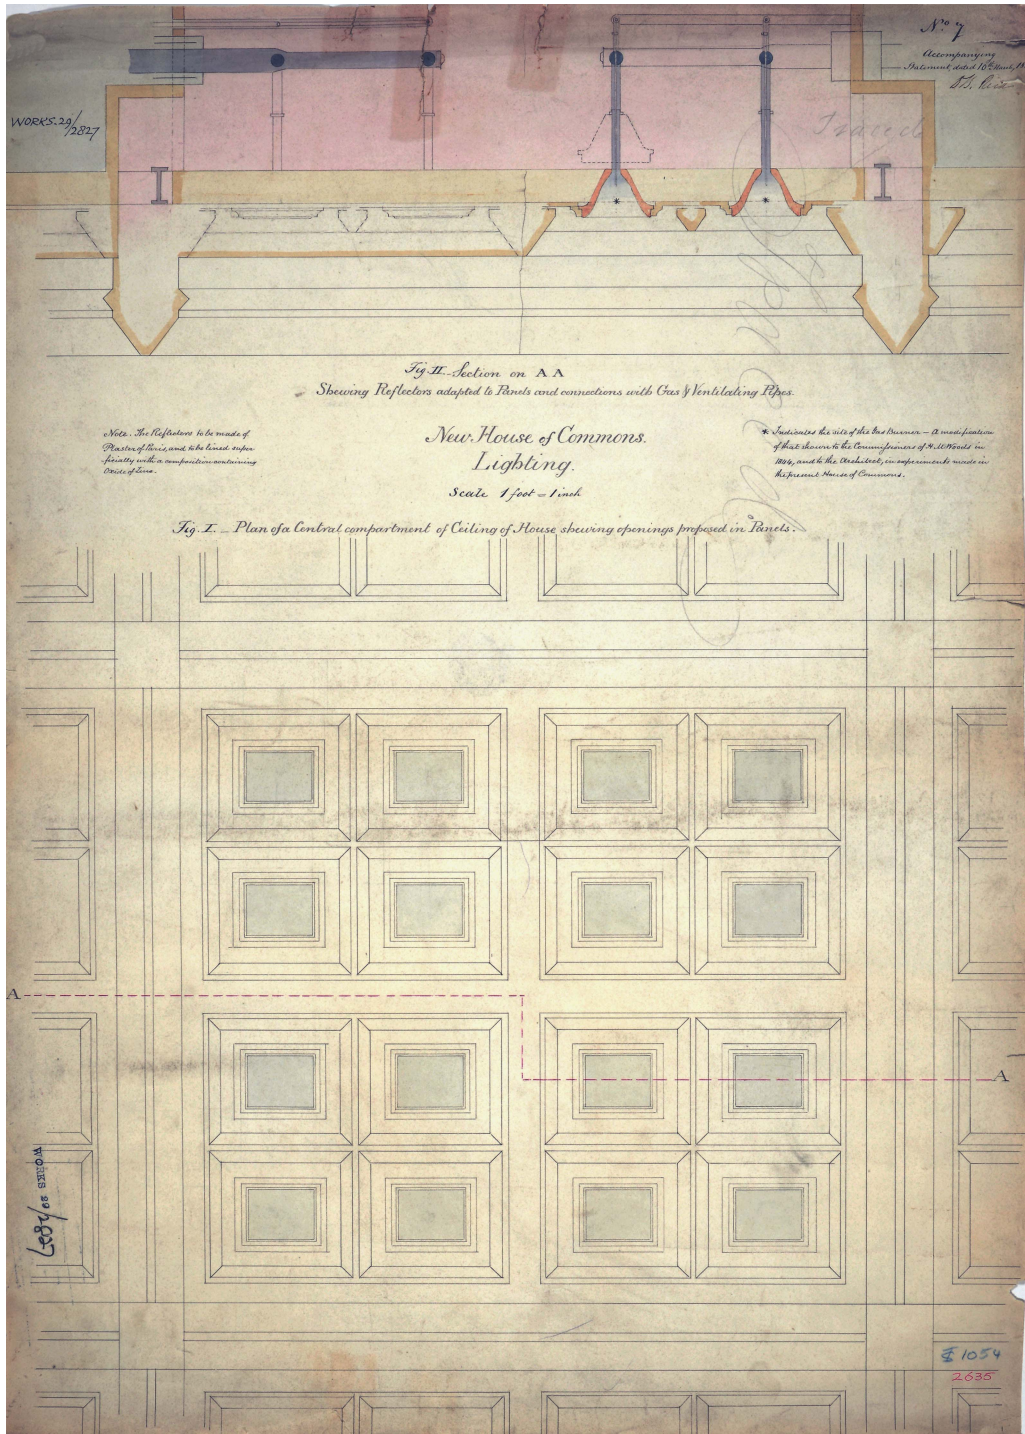 No 7
Accompanying
Statement, dated 10th
WORKS. 29/2827
Traced
Fig. II. Section on A A
Shewing Reflectors adapted to Panels and connections with Gas & Ventilating Pipes.
Note. The Reflectors to be made of
Plaster of Paris, and to be lined super
-ficially with a composition containing
Oxide of Zinc.
New House of Commons.
Lighting.
Scale 1 foot = 1 inch
* Indicates the site of the Gas Burner – A modification
of that shewn to the Commissioners of H.M. Woods in
1844, and to the Architect, in experiments made in
the present House of Commons.
Fig. I. Plan of a Central compartment of Ceiling of House shewing openings proposed in Panels.
A
A
WORKS 29/2827
1054
2635